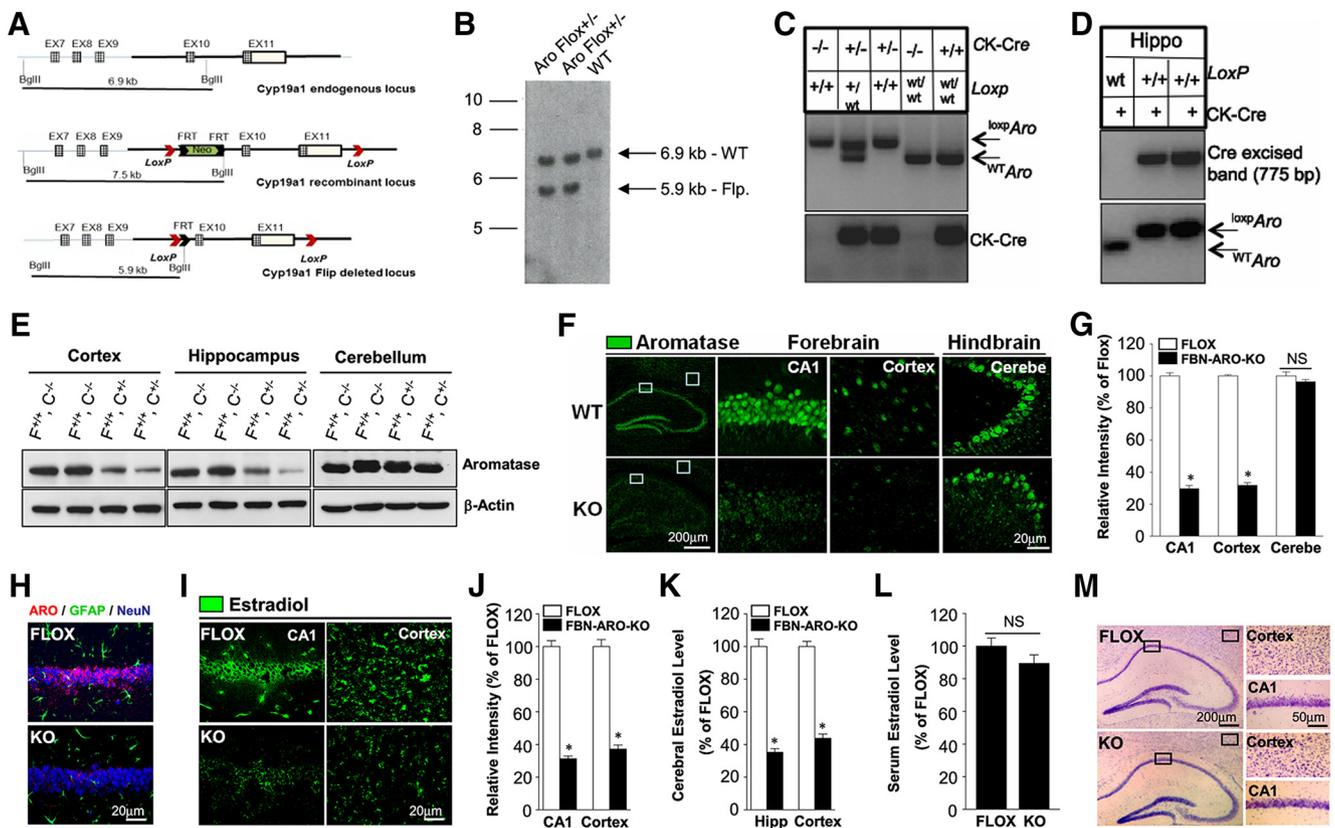 A
EX7 EX8 EX9 EX10 EX11
BglII 6.9 kb BglII
Cyp19a1 endogenous locus
EX7 EX8 EX9 FRT FRT EX10 EX11
Neo
LoxP LoxP
BglII 7.5 kb BglII
Cyp19a1 recombinant locus
EX7 EX8 EX9 FRT EX10 EX11
LoxP LoxP
BglII 5.9 kb BglII
Cyp19a1 Flip deleted locus
B
Aro Flox+/- Aro Flox+/- WT
10
8
6
5
6.9 kb - WT
5.9 kb - Flp.
C
-/- +/- +/- -/- +/+ CK-Cre
+/+ +/wt +/+ wt/wt wt/wt Loxp
loxpAro
WTAro
CK-Cre
D
Hippo
wt +/+ +/+ LoxP
+ + + CK-Cre
Cre excised
band (775 bp)
loxpAro
WTAro
E
Cortex Hippocampus Cerebellum
F+/+, C-/- F+/+, C-/- F+/+, C+/- F+/+, C+/- F+/+, C-/- F+/+, C-/- F+/+, C+/- F+/+, C+/- F+/+, C-/- F+/+, C-/- F+/+, C+/- F+/+, C+/-
Aromatase
β-Actin
F
Aromatase Forebrain Hindbrain
CA1 Cortex Cerebe
WT
KO
200μm 20μm
G
Relative Intensity (% of Flox)
FLOX
FBN-ARO-KO
NS
120
100
80
60
40
20
0
* *
CA1 Cortex Cerebe
H
ARO / GFAP / NeuN
FLOX
KO
20μm
I
Estradiol
FLOX CA1 Cortex
KO
20μm
J
Relative Intensity (% of FLOX)
FLOX
FBN-ARO-KO
120
100
80
60
40
20
0
* *
CA1 Cortex
K
Cerebral Estradiol Level
(% of FLOX)
FLOX
FBN-ARO-KO
120
100
80
60
40
20
0
* *
Hipp Cortex
L
Serum Estradiol Level
(% of FLOX)
NS
120
100
80
60
40
20
0
FLOX KO
M
FLOX Cortex
CA1
200μm 50μm
KO Cortex
CA1